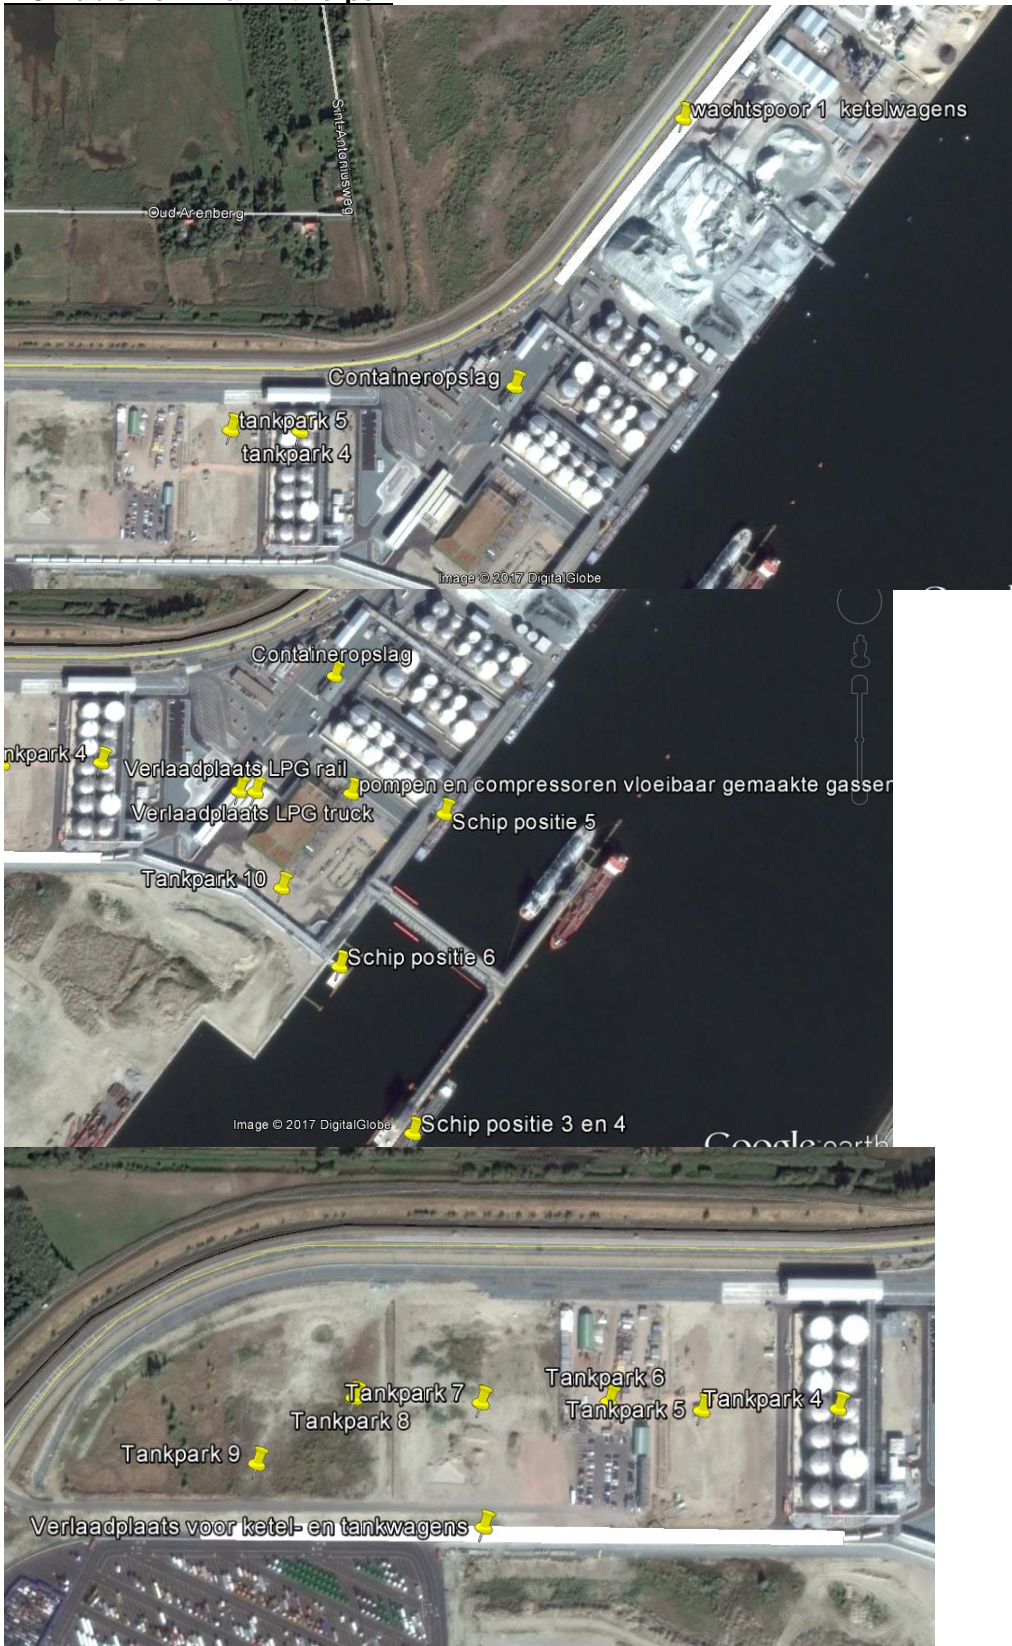 Sint-Antoniusweg
wachtspoor 1 ketelwagens
Oud Arenberg
Containeropslag
tankpark 5
tankpark 4
Image © 2017 DigitalGlobe
Containeropslag
nkpark 4
Verlaadplaats LPG rail
pompen en compressoren vloeibaar gemaakte gassen
Verlaadplaats LPG truck
Schip positie 5
Tankpark 10
Schip positie 6
Image © 2017 DigitalGlobe
Schip positie 3 en 4
Google earth
Tankpark 6
Tankpark 7
Tankpark 5
Tankpark 4
Tankpark 8
Tankpark 9
Verlaadplaats voor ketel- en tankwagens